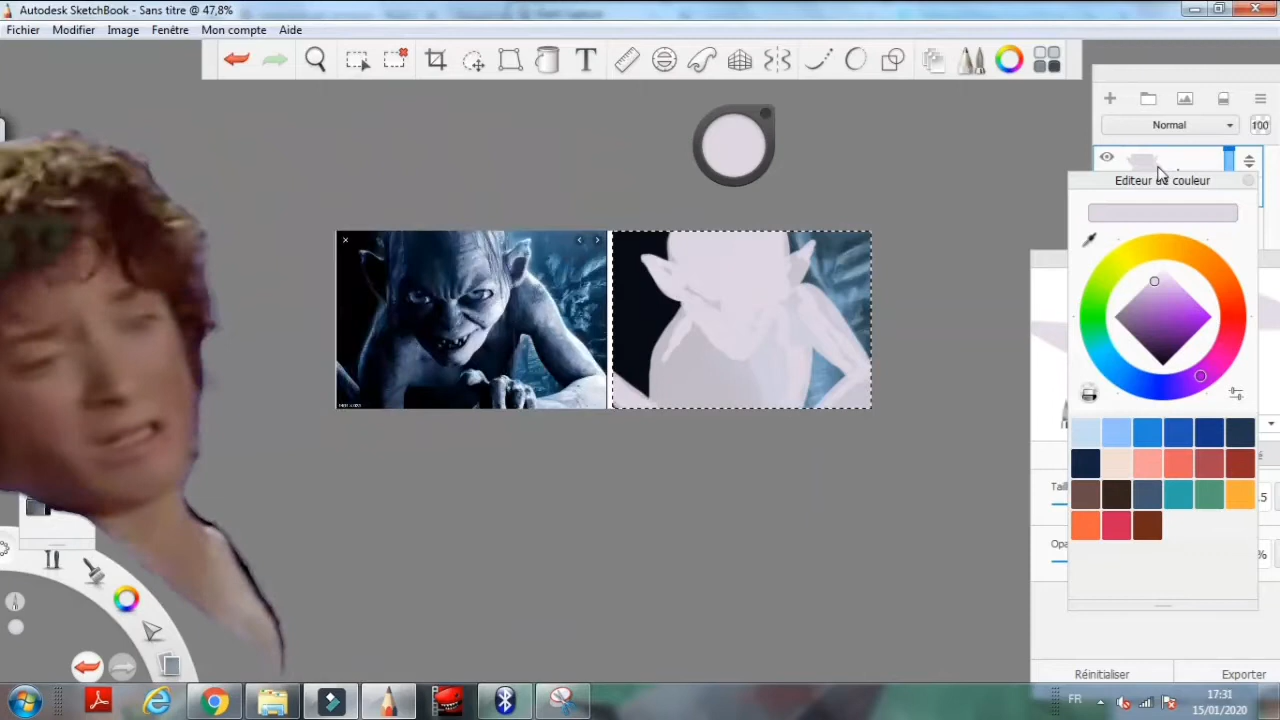 Autodesk SketchBook - Sans titre @ 47,8%
Fichier Modifier Image Fenêtre Mon compte Aide
T
Normal 100
Editeur de couleur
Opa %
Réinitialiser Exporter
FR 17:31
15/01/2020